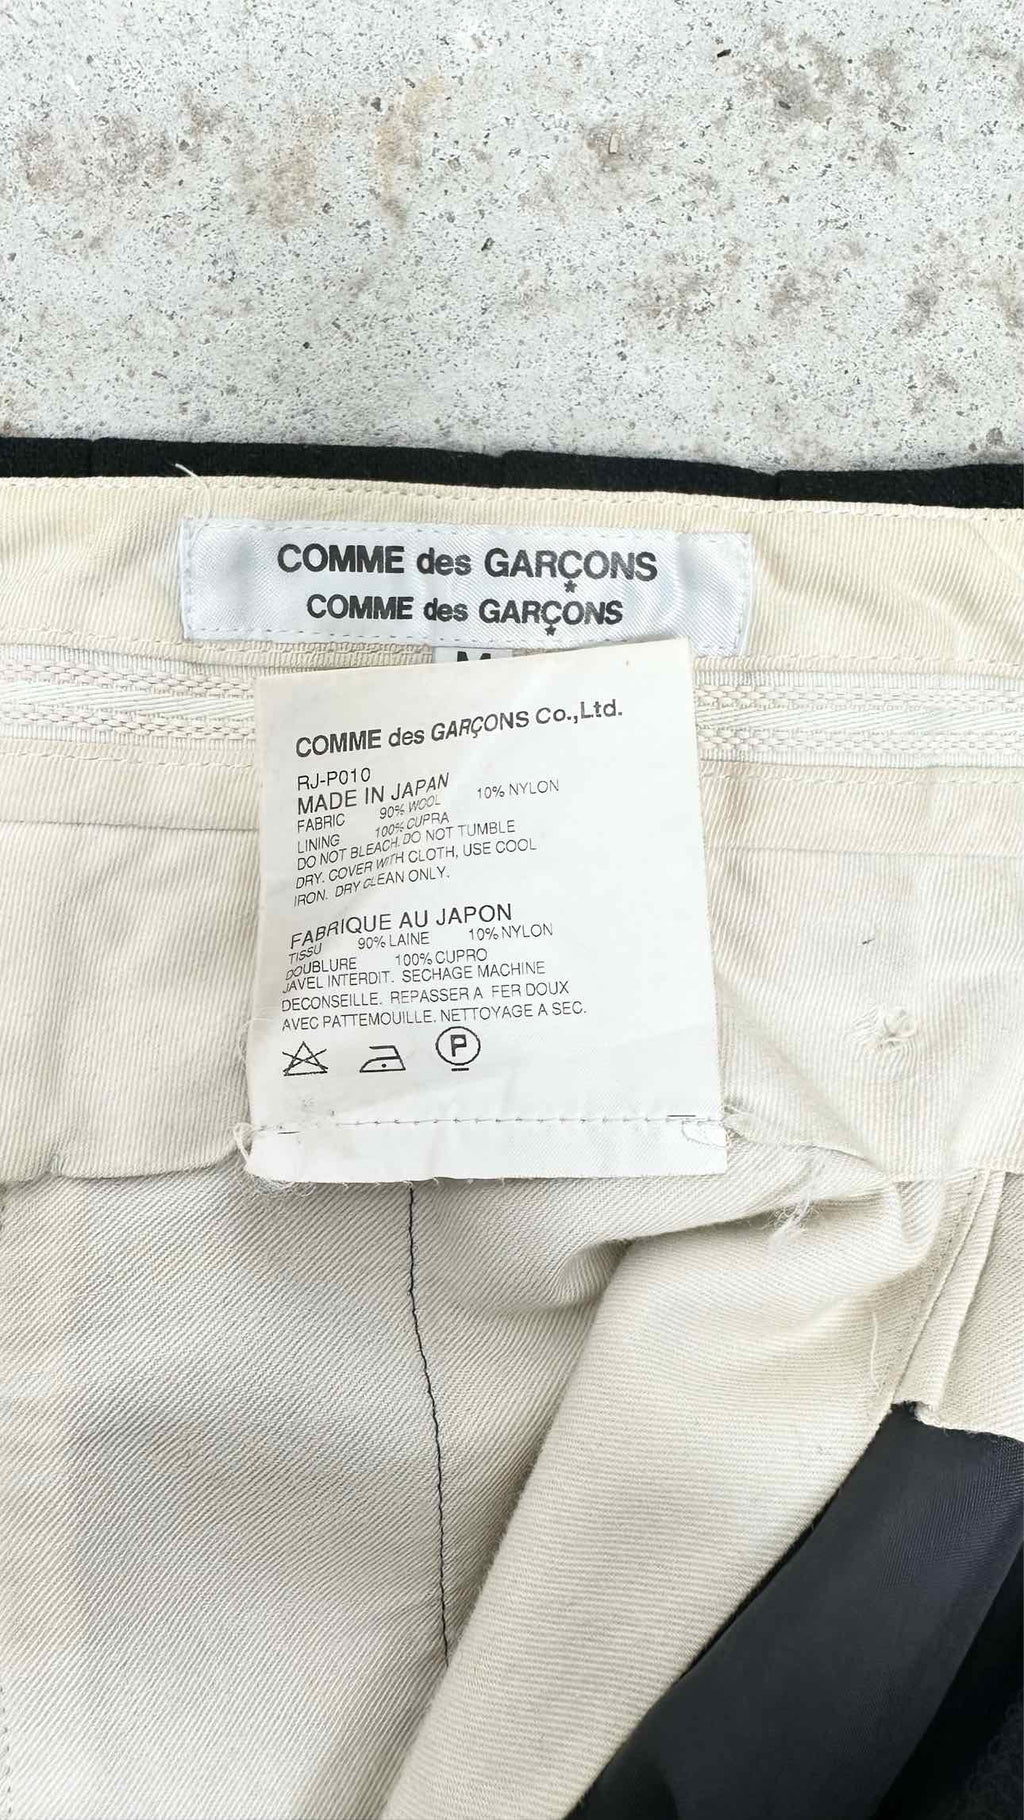 COMME des GARÇONS
COMME des GARÇONS
M
COMME des GARÇONS Co.,Ltd.
RJ-P010
MADE IN JAPAN
FABRIC 90% WOOL 10% NYLON
LINING 100% CUPRA
DO NOT BLEACH. DO NOT TUMBLE
DRY. COVER WITH CLOTH, USE COOL
IRON. DRY CLEAN ONLY.
FABRIQUE AU JAPON
TISSU 90% LAINE 10% NYLON
DOUBLURE 100% CUPRO
JAVEL INTERDIT. SECHAGE MACHINE
DECONSEILLE. REPASSER A FER DOUX
AVEC PATTEMOUILLE. NETTOYAGE A SEC.
P